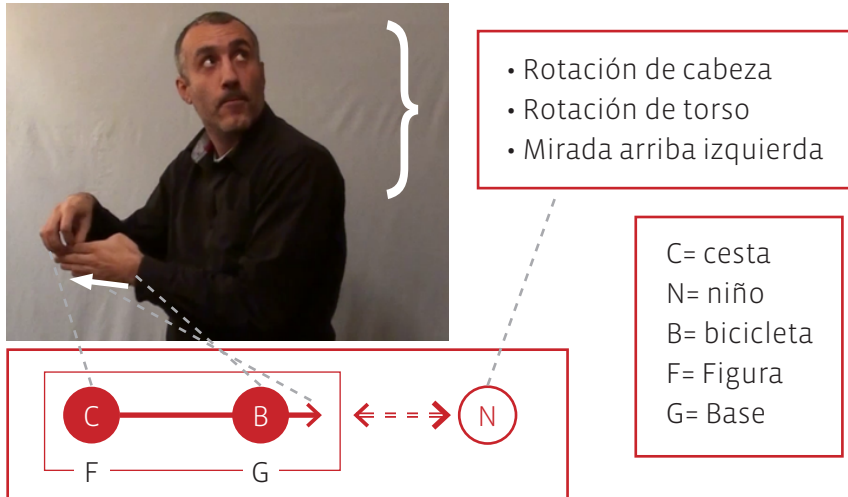 • Rotación de cabeza
• Rotación de torso
• Mirada arriba izquierda
C= cesta
N= niño
B= bicicleta
F= Figura
G= Base
C B N
F G